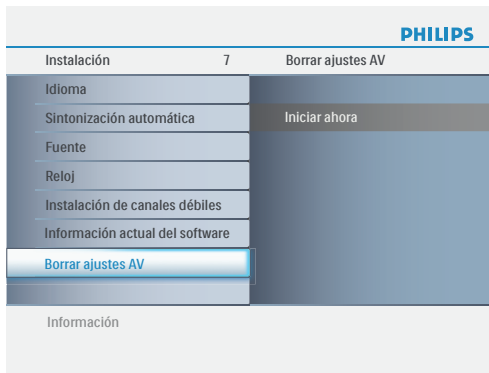 PHILIPS
Instalación 7 Borrar ajustes AV
Idioma
Sintonización automática Iniciar ahora
Fuente
Reloj
Instalación de canales débiles
Información actual del software
Borrar ajustes AV
Información